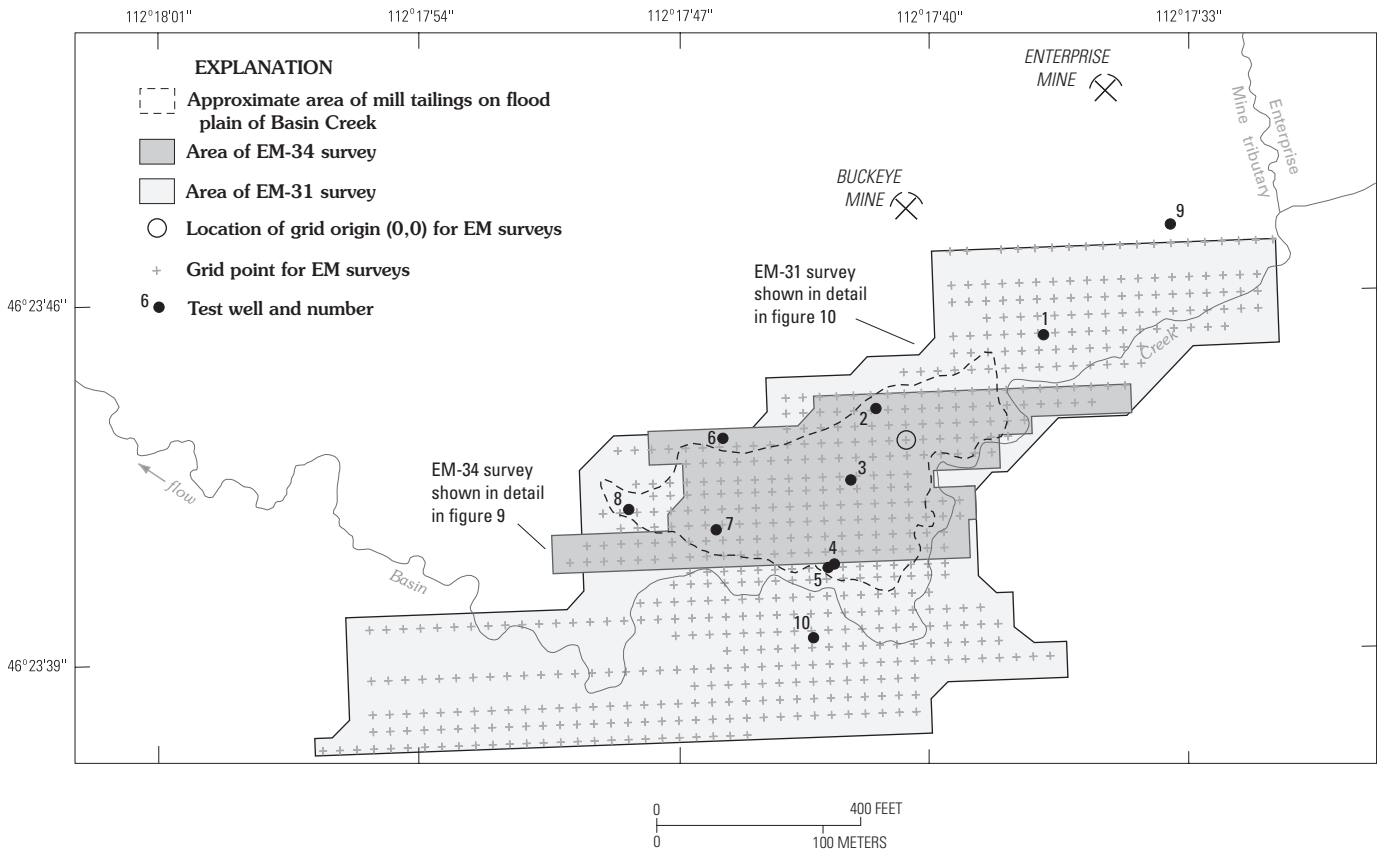 112°18'01"
112°17'54"
112°17'47"
112°17'40"
112°17'33"
EXPLANATION
Approximate area of mill tailings on flood
plain of Basin Creek
Area of EM-34 survey
Area of EM-31 survey
Location of grid origin (0,0) for EM surveys
Grid point for EM surveys
6
Test well and number
ENTERPRISE
MINE
BUCKEYE
MINE
Enterprise
Mine tributary
9
46°23'46"
EM-31 survey
shown in detail
in figure 10
1
Creek
2
6
EM-34 survey
shown in detail
in figure 9
3
8
7
flow
4
5
Basin
10
46°23'39"
0
400 FEET
0
100 METERS